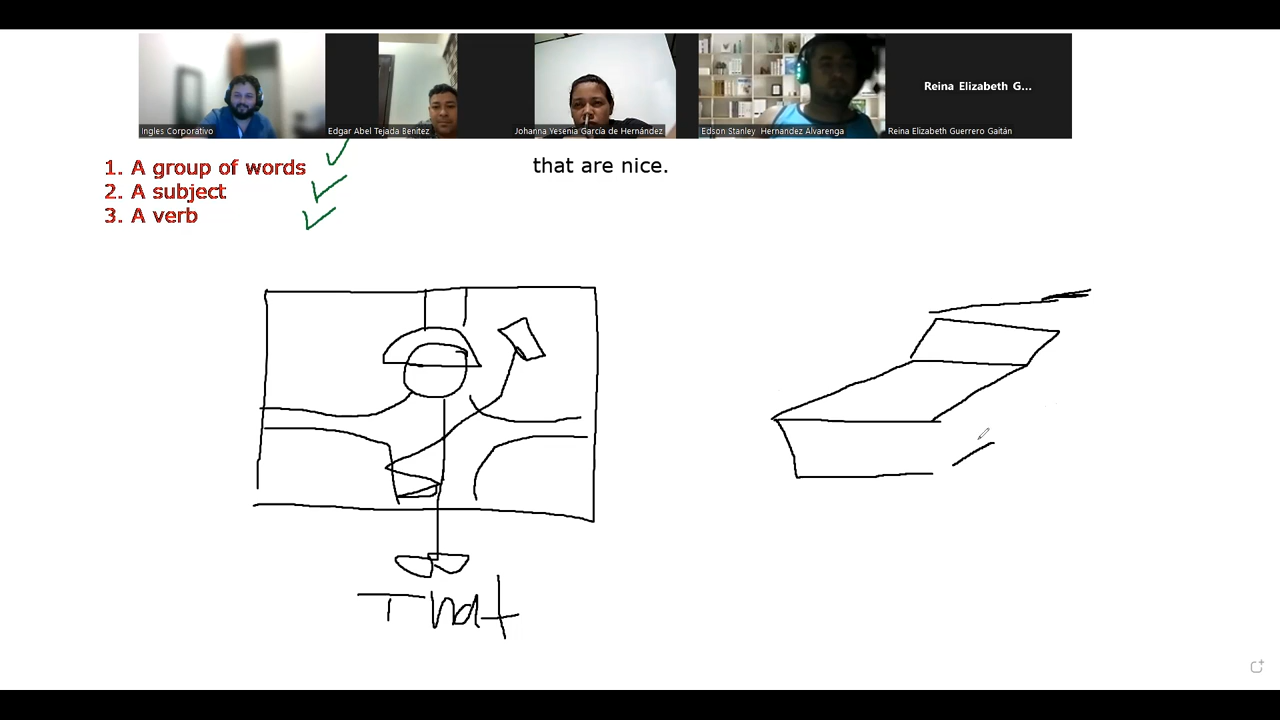 Reina Elizabeth G...
Ingles Corporativo
Edgar Abel Tejada Benitez
Johanna Yesenia García de Hernández
Edson Stanley Hernandez Alvarenga
Reina Elizabeth Guerrero Gaitán
1. A group of words
that are nice.
2. A subject
3. A verb
That